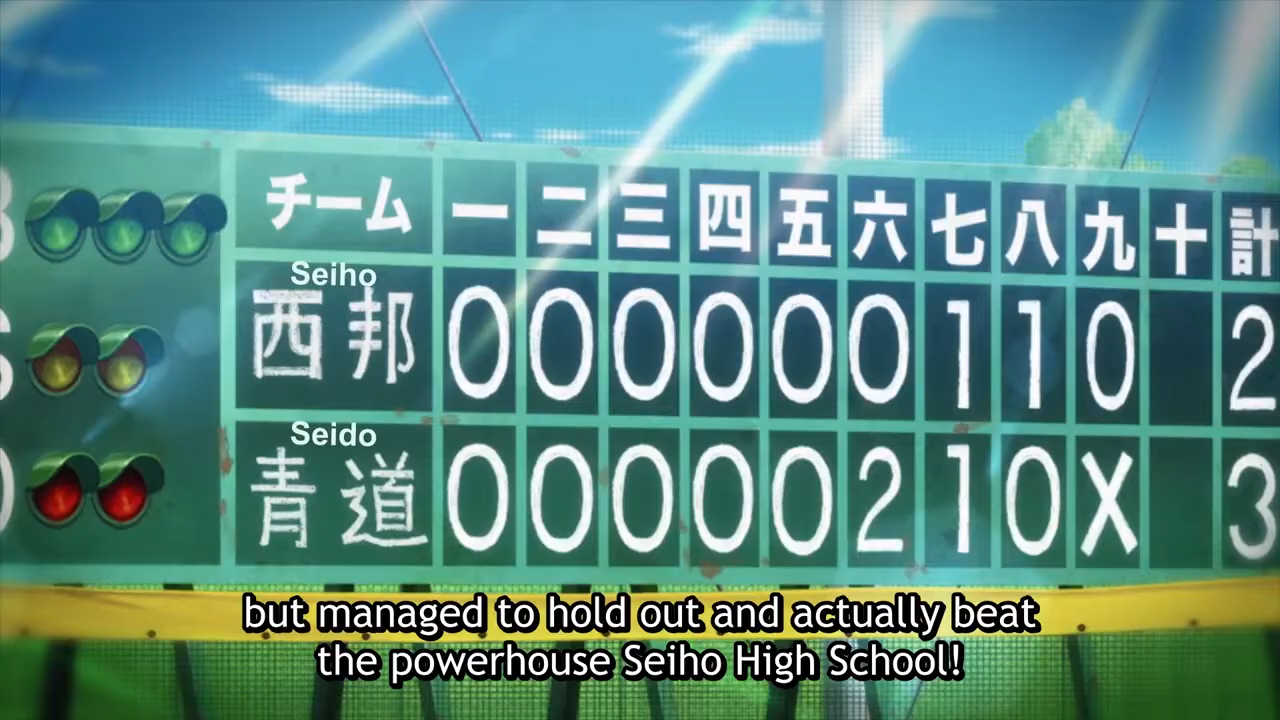 チーム 一 二 三 四 五 六 七 八 九 十 計
Seiho
西邦 0 0 0 0 0 0 1 1 0 2
Seido
青道 0 0 0 0 0 2 1 0 X 3
but managed to hold out and actually beat
the powerhouse Seiho High School!